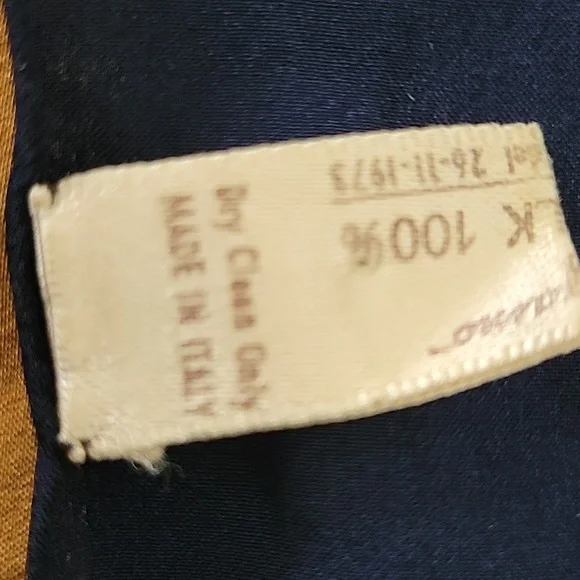 K 100%
26-11-1973
Dry Clean Only
MADE IN ITALY